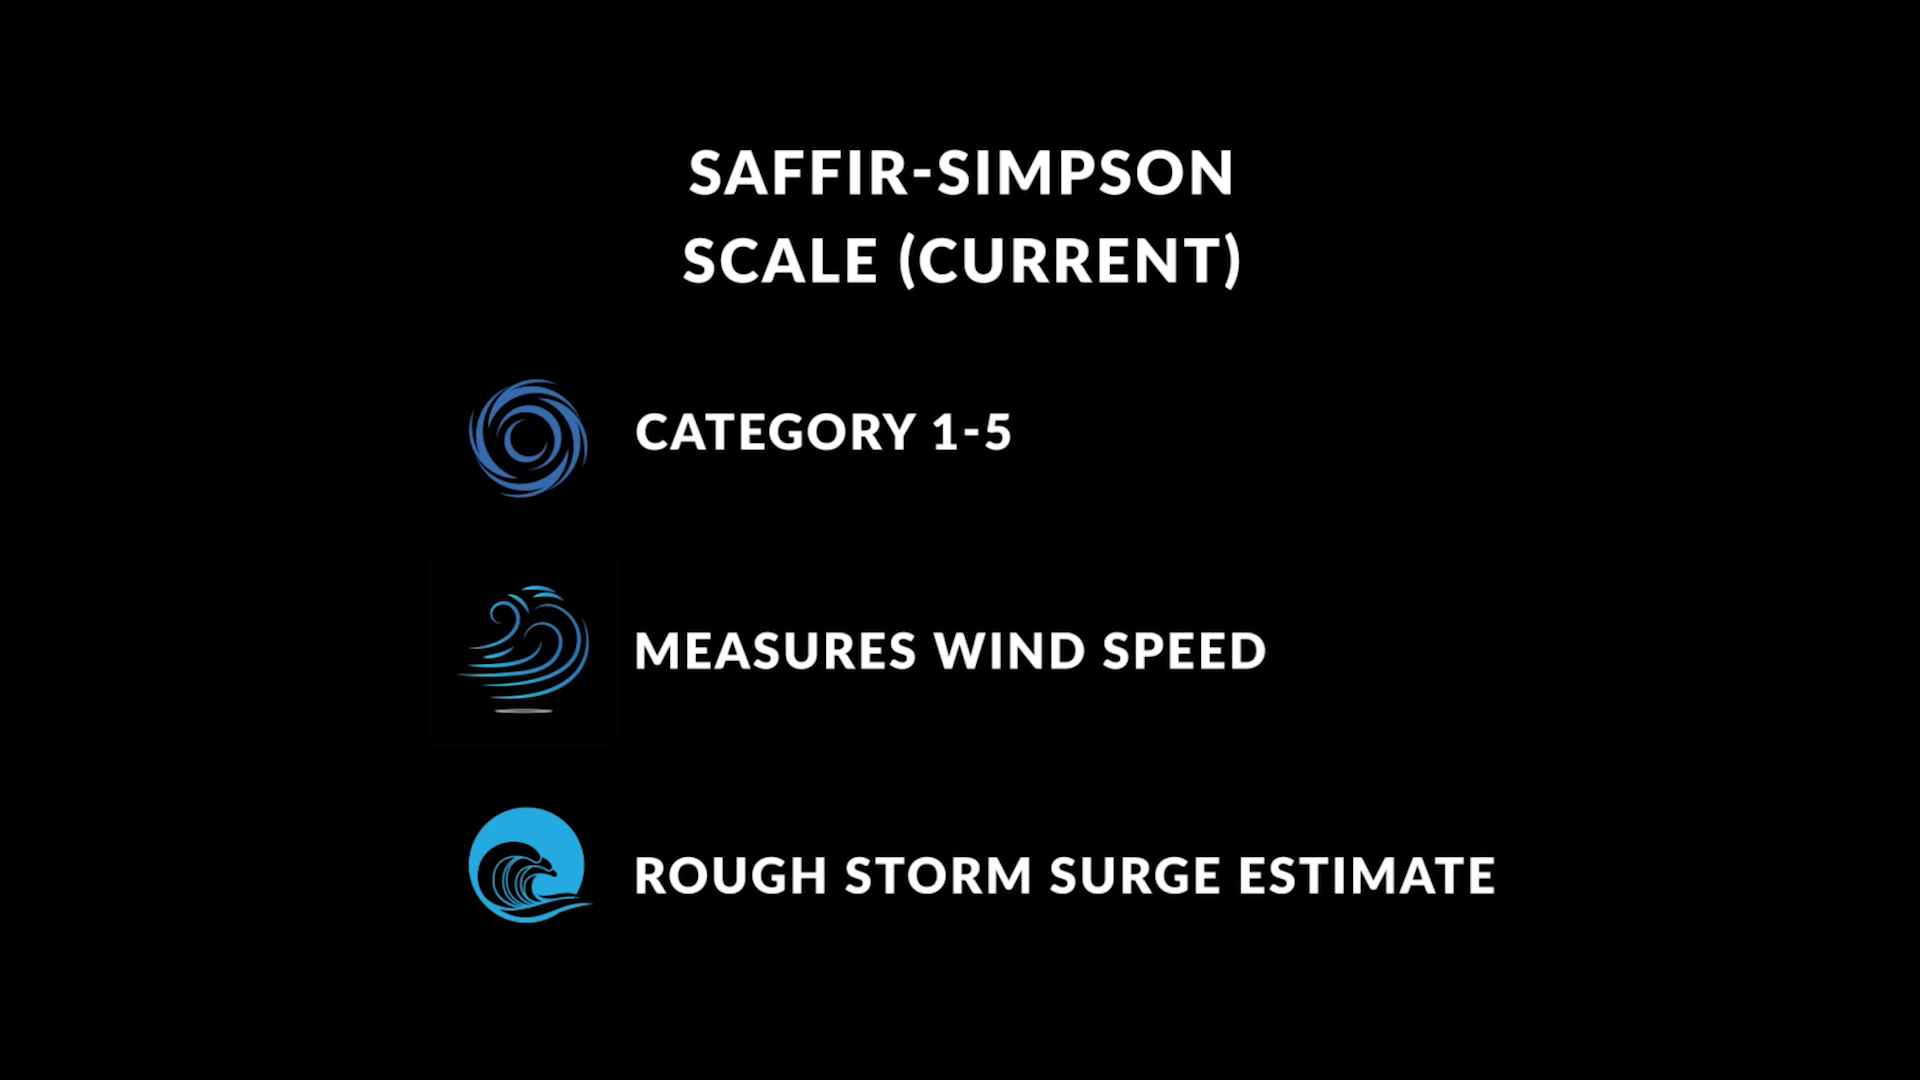 SAFFIR-SIMPSON
SCALE (CURRENT)
CATEGORY 1-5
MEASURES WIND SPEED
ROUGH STORM SURGE ESTIMATE